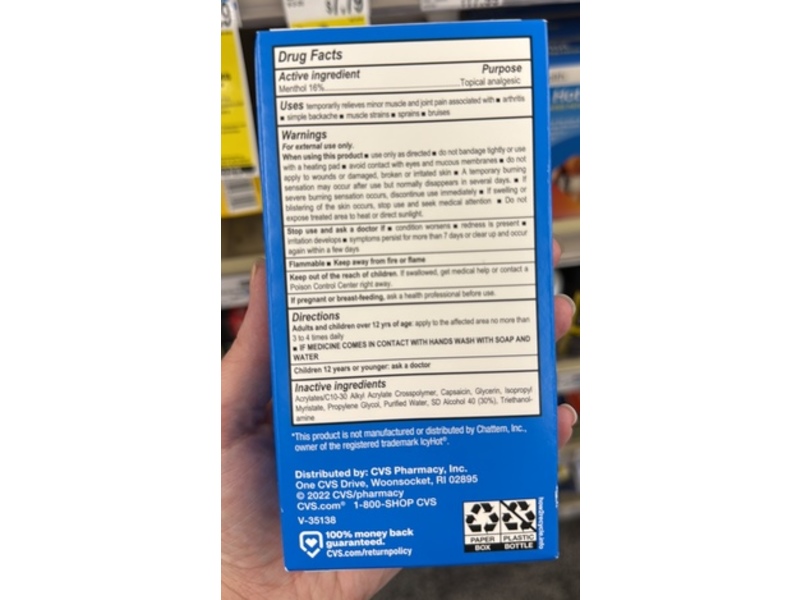 $1.79
Drug Facts
Active ingredient Purpose
Menthol 16% Topical analgesic
Uses temporarily relieves minor muscle and joint pain associated with ■ arthritis
■ simple backache ■ muscle strains ■ sprains ■ bruises
Warnings
For external use only.
When using this product ■ use only as directed ■ do not bandage tightly or use
with a heating pad ■ avoid contact with eyes and mucous membranes ■ do not
apply to wounds or damaged, broken or irritated skin ■ A temporary burning
sensation may occur after use but normally disappears in several days. ■ If
severe burning sensation occurs, discontinue use immediately ■ If swelling or
blistering of the skin occurs, stop use and seek medical attention ■ Do not
expose treated area to heat or direct sunlight.
Stop use and ask a doctor if ■ condition worsens ■ redness is present ■
irritation develops ■ symptoms persist for more than 7 days or clear up and occur
again within a few days
Flammable ■ Keep away from fire or flame
Keep out of the reach of children. If swallowed, get medical help or contact a
Poison Control Center right away.
If pregnant or breast-feeding, ask a health professional before use.
Directions
Adults and children over 12 yrs of age: apply to the affected area no more than
3 to 4 times daily
■ IF MEDICINE COMES IN CONTACT WITH HANDS WASH WITH SOAP AND
WATER
Children 12 years or younger: ask a doctor
Inactive ingredients
Acrylates/C10-30 Alkyl Acrylate Crosspolymer, Capsaicin, Glycerin, Isopropyl
Myristate, Propylene Glycol, Purified Water, SD Alcohol 40 (30%), Triethanol-
amine
*This product is not manufactured or distributed by Chattem, Inc.,
owner of the registered trademark IcyHot®.
Distributed by: CVS Pharmacy, Inc.
One CVS Drive, Woonsocket, RI 02895
© 2022 CVS/pharmacy
CVS.com® 1-800-SHOP CVS
V-35138
100% money back
guaranteed.
CVS.com/returnpolicy
PAPER PLASTIC
BOX BOTTLE
how2recycle.info